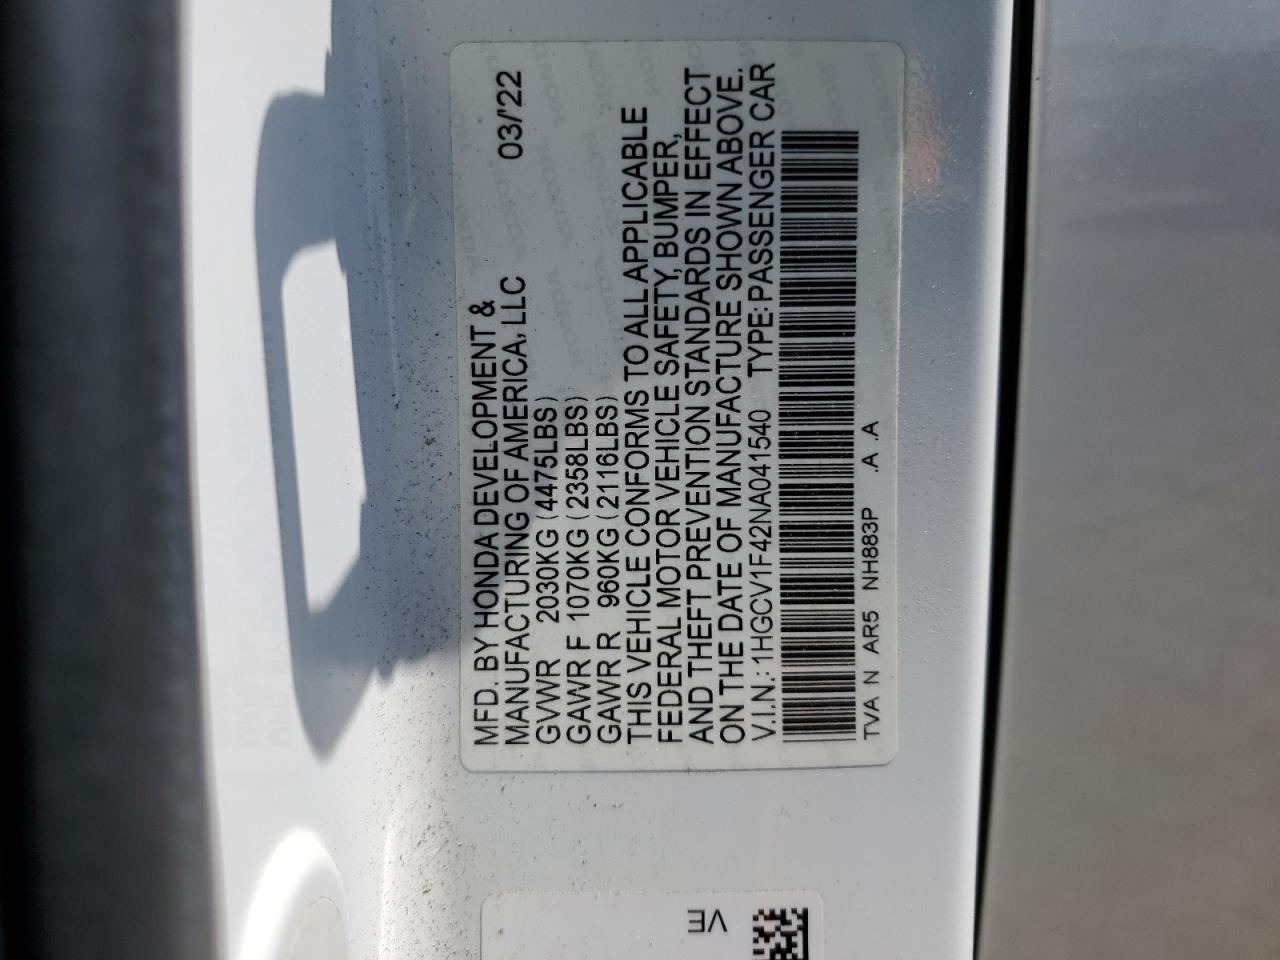 MFD. BY HONDA DEVELOPMENT & 03/'22
MANUFACTURING OF AMERICA, LLC
GVWR 2030KG (4475LBS)
GAWR F 1070KG (2358LBS)
GAWR R 960KG (2116LBS)
THIS VEHICLE CONFORMS TO ALL APPLICABLE
FEDERAL MOTOR VEHICLE SAFETY, BUMPER,
AND THEFT PREVENTION STANDARDS IN EFFECT
ON THE DATE OF MANUFACTURE SHOWN ABOVE.
V.I.N.: 1HGCV1F42NA041540 TYPE: PASSENGER CAR
TVA N AR5 NH883P .A .A
VE